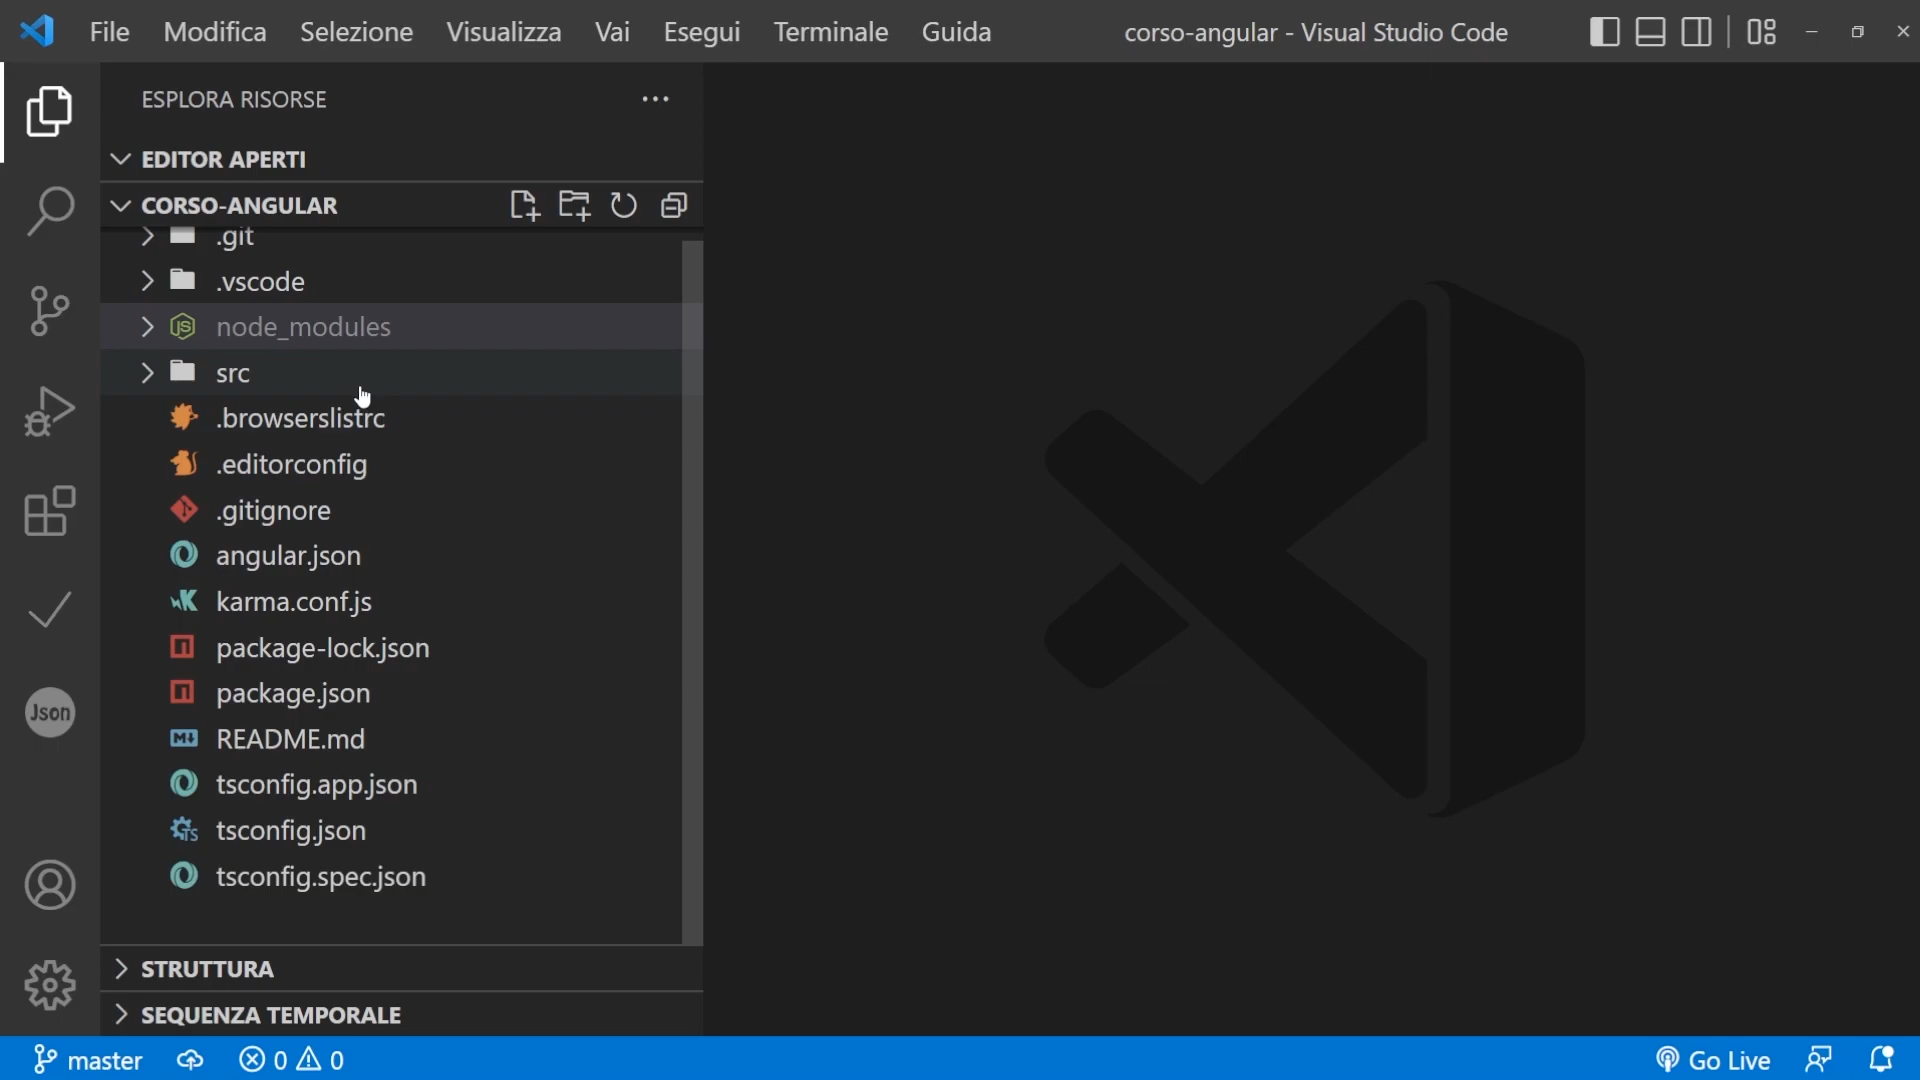 File Modifica Selezione Visualizza Vai Esegui Terminale Guida corso-angular - Visual Studio Code
ESPLORA RISORSE
EDITOR APERTI
CORSO-ANGULAR
.git
.vscode
JS node_modules
src
.browserslistrc
.editorconfig
.gitignore
angular.json
K karma.conf.js
package-lock.json
package.json
M README.md
tsconfig.app.json
TS tsconfig.json
tsconfig.spec.json
Json
STRUTTURA
SEQUENZA TEMPORALE
master 0 0 Go Live